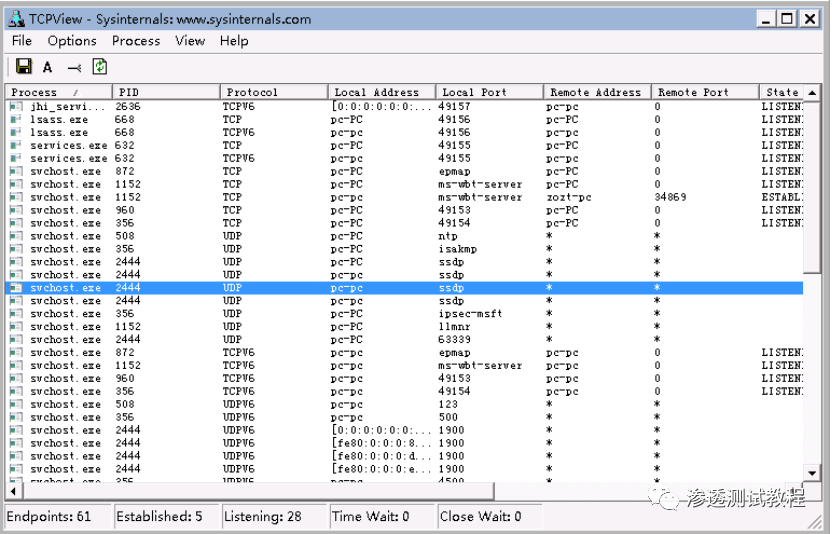 TCPView - Sysinternals: www.sysinternals.com
File Options Process View Help
A
Process / PID Protocol Local Address Local Port Remote Address Remote Port State
jhi_servi... 2636 TCPV6 [0:0:0:0:0:... 49157 pc-pc 0 LISTEN
lsass.exe 668 TCP pc-PC 49156 pc-PC 0 LISTEN
lsass.exe 668 TCPV6 pc-PC 49156 pc-pc 0 LISTEN
services.exe 632 TCP pc-PC 49155 pc-PC 0 LISTEN
services.exe 632 TCPV6 pc-pc 49155 pc-pc 0 LISTEN
svchost.exe 872 TCP pc-PC epmap pc-PC 0 LISTEN
svchost.exe 1152 TCP pc-PC ms-wbt-server pc-PC 0 LISTEN
svchost.exe 1152 TCP pc-pc ms-wbt-server zozt-pc 34869 ESTABL
svchost.exe 960 TCP pc-PC 49153 pc-PC 0 LISTEN
svchost.exe 356 TCP pc-PC 49154 pc-PC 0 LISTEN
svchost.exe 508 UDP pc-PC ntp * *
svchost.exe 356 UDP pc-PC isakmp * *
svchost.exe 2444 UDP pc-pc ssdp * *
svchost.exe 2444 UDP pc-PC ssdp * *
svchost.exe 2444 UDP pc-pc ssdp * *
svchost.exe 2444 UDP pc-pc ssdp * *
svchost.exe 356 UDP pc-PC ipsec-msft * *
svchost.exe 1152 UDP pc-PC llmnr * *
svchost.exe 2444 UDP pc-PC 63339 * *
svchost.exe 872 TCPV6 pc-pc epmap pc-pc 0 LISTEN
svchost.exe 1152 TCPV6 pc-pc ms-wbt-server pc-pc 0 LISTEN
svchost.exe 960 TCPV6 pc-pc 49153 pc-pc 0 LISTEN
svchost.exe 356 TCPV6 pc-pc 49154 pc-pc 0 LISTEN
svchost.exe 508 UDPV6 pc-pc 123 * *
svchost.exe 356 UDPV6 pc-pc 500 * *
svchost.exe 2444 UDPV6 [0:0:0:0:0:... 1900 * *
svchost.exe 2444 UDPV6 [fe80:0:0:0:8... 1900 * *
svchost.exe 2444 UDPV6 [fe80:0:0:0:d... 1900 * *
svchost.exe 2444 UDPV6 [fe80:0:0:0:e... 1900 * *
svchost.exe 356 UDPV6 pc-pc 4500 * *
渗透测试教程
Endpoints: 61 Established: 5 Listening: 28 Time Wait: 0 Close Wait: 0